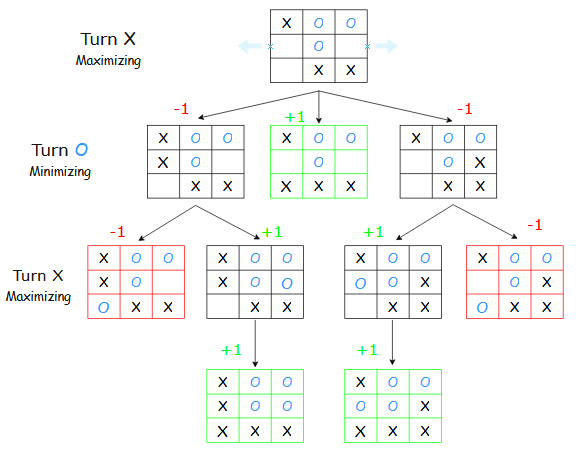 X O O
Turn X
Maximizing
O
X X
-1 +1 -1
X O O X O O X O O
Turn O
Minimizing
X O O O X
X X X X X X X
-1 +1 +1 -1
X O O X O O X O O X O O
Turn X
Maximizing
X O X O O O O X O X
O X X X X X X O X X
+1 +1
X O O X O O
X O O O O X
X X X X X X